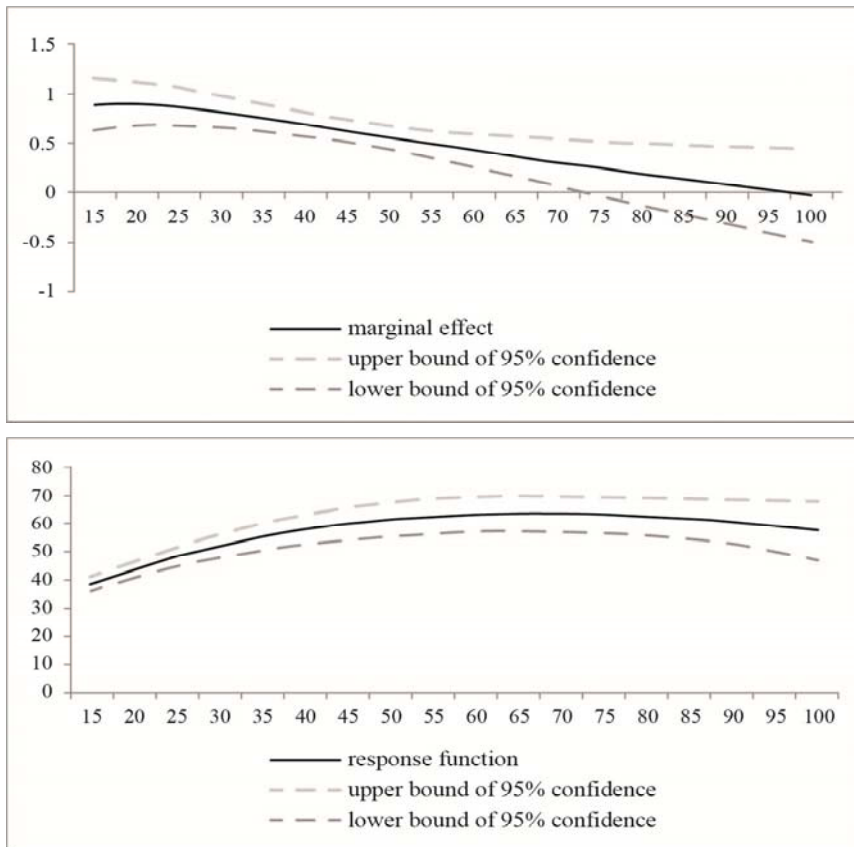 1.5
1
0.5
0
15 20 25 30 35 40 45 50 55 60 65 70 75 80 85 90 95 100
-0.5
-1
marginal effect
upper bound of 95% confidence
lower bound of 95% confidence
80
70
60
50
40
30
20
10
0
15 20 25 30 35 40 45 50 55 60 65 70 75 80 85 90 95 100
response function
upper bound of 95% confidence
lower bound of 95% confidence